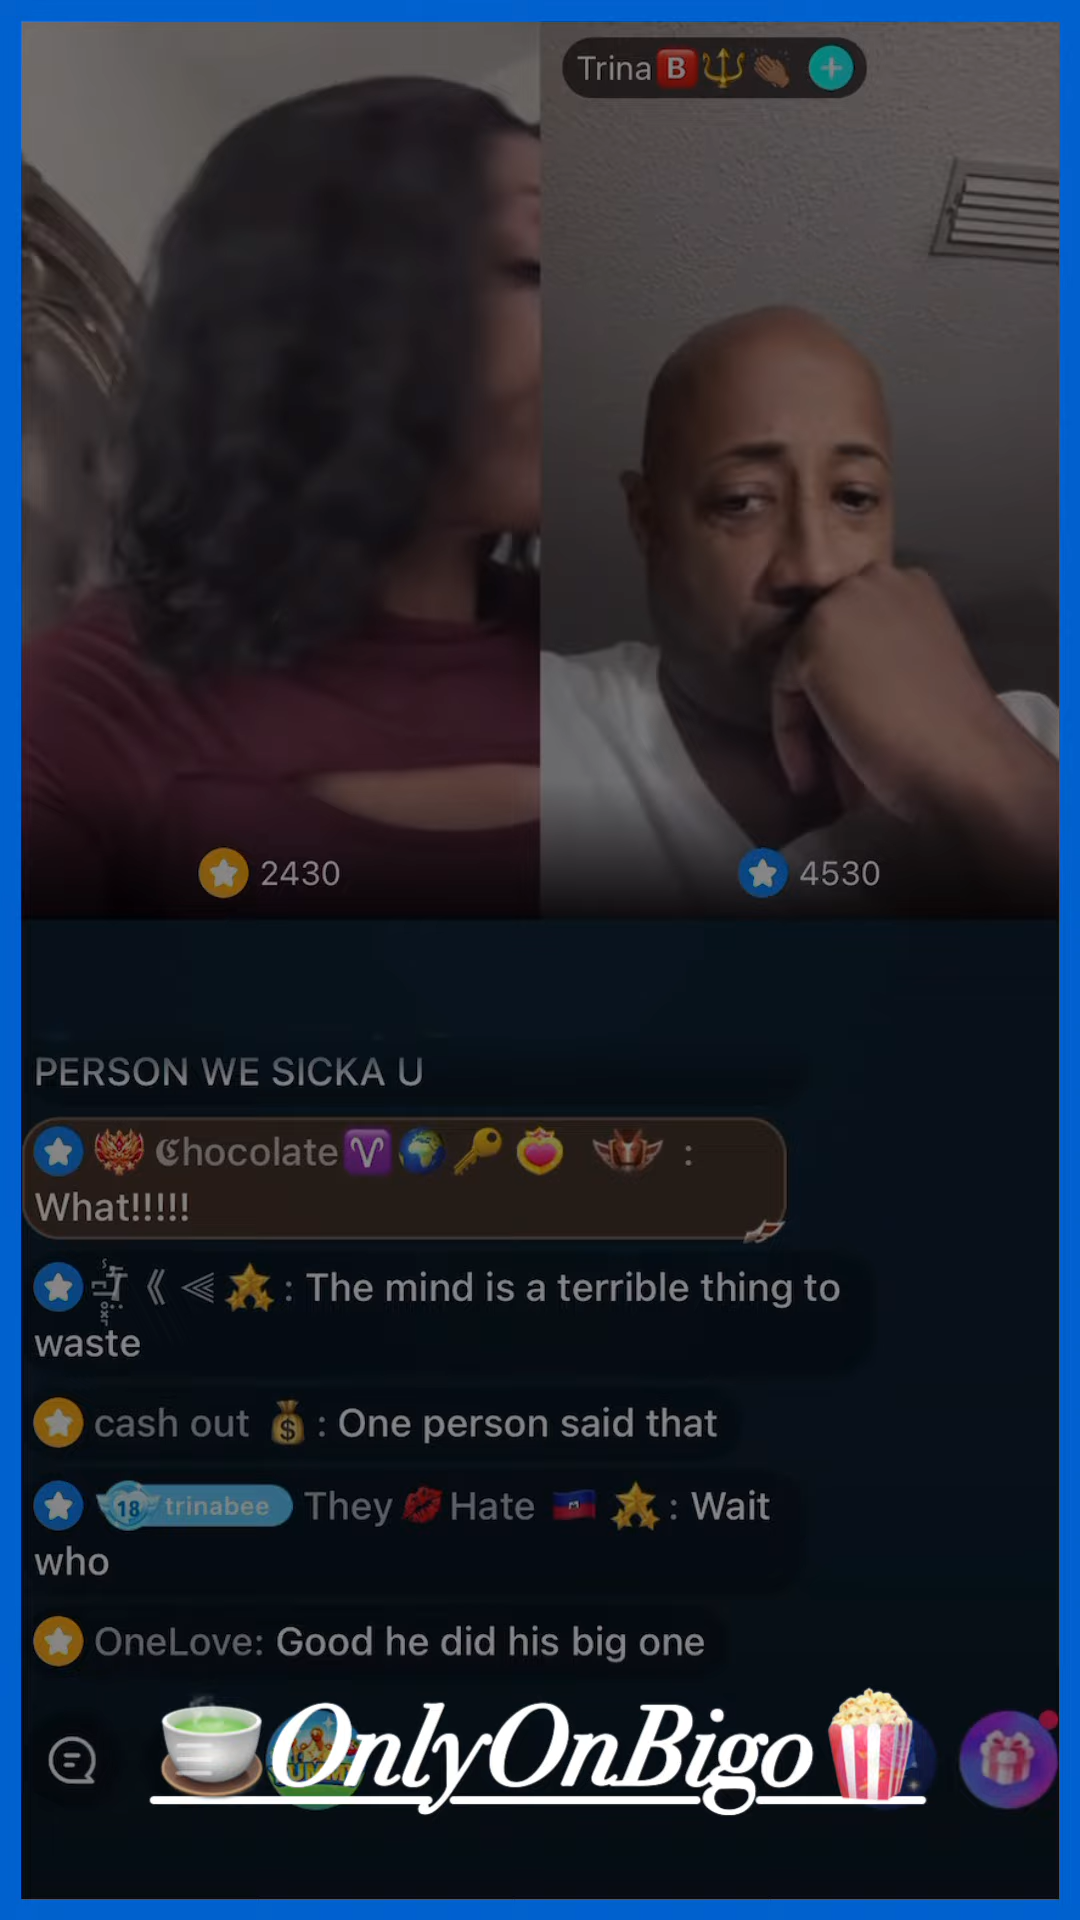 Trina🅱️🔱👏🏽
2430
4530
PERSON WE SICKA U
ℭhocolate♈🌍🔑 :
What!!!!!
: The mind is a terrible thing to
waste
cash out 💰 : One person said that
18 trinabee They💋Hate 🇭🇹 : Wait
who
OneLove: Good he did his big one
🍵OnlyOnBigo🍿